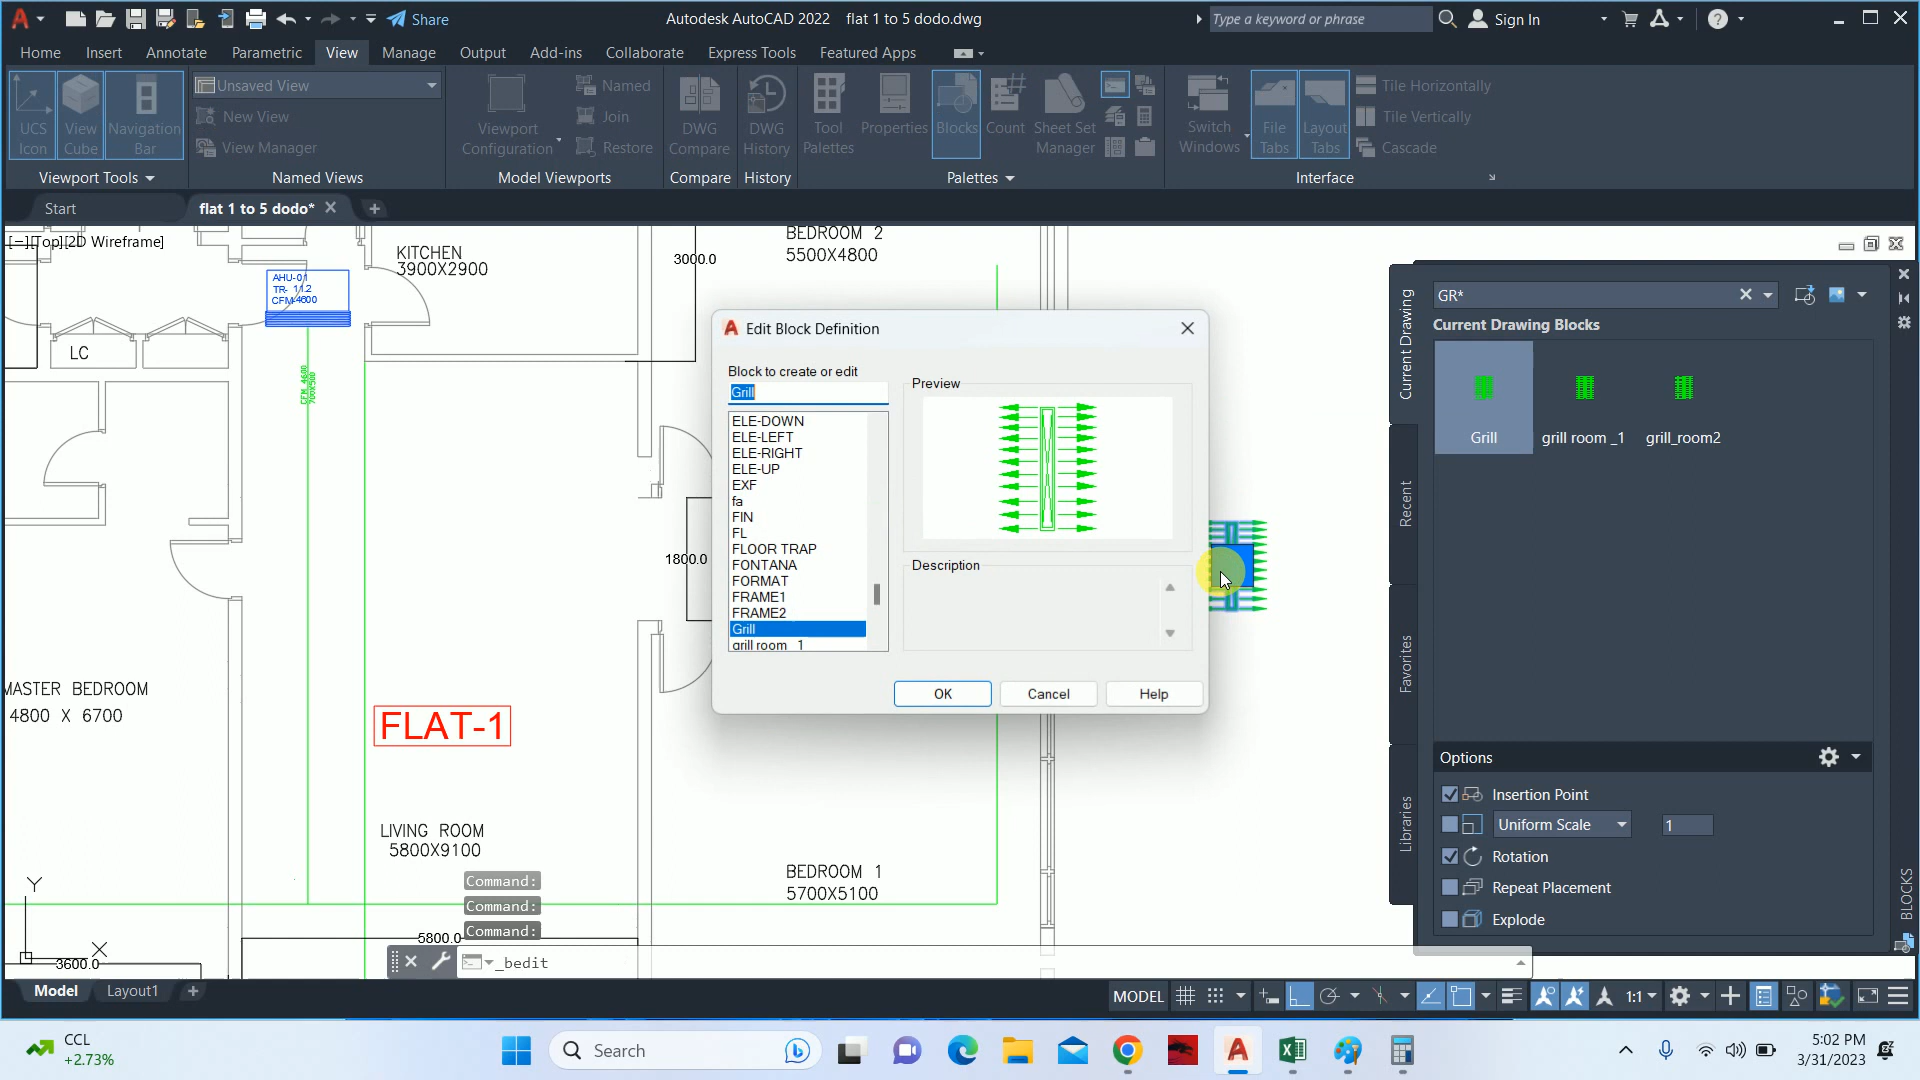 Share
Autodesk AutoCAD 2022 flat 1 to 5 dodo.dwg
Type a keyword or phrase
Sign In
Home Insert Annotate Parametric View Manage Output Add-ins Collaborate Express Tools Featured Apps
UCS Icon
View Cube
Navigation Bar
Viewport Tools
Unsaved View
New View
View Manager
Named Views
Viewport Configuration
Named
Join
Restore
Model Viewports
DWG Compare
Compare
DWG History
History
Tool Palettes
Properties
Blocks
Count
Sheet Set Manager
Palettes
Switch Windows
File Tabs
Layout Tabs
Tile Horizontally
Tile Vertically
Cascade
Interface
Start
flat 1 to 5 dodo*
[−][Top][2D Wireframe]
KITCHEN
3900X2900
3000.0
BEDROOM 2
5500X4800
AHU-01
TR- 11.2
CFM:4600
LC
CFM 4600
700X500
1800.0
MASTER BEDROOM
4800 X 6700
FLAT-1
LIVING ROOM
5800X9100
BEDROOM 1
5700X5100
Y
X
3600.0
5800.0
Edit Block Definition
Block to create or edit
Grill
ELE-DOWN
ELE-LEFT
ELE-RIGHT
ELE-UP
EXF
fa
FIN
FL
FLOOR TRAP
FONTANA
FORMAT
FRAME1
FRAME2
Grill
grill room _1
Preview
Description
OK
Cancel
Help
Current Drawing
Recent
Favorites
Libraries
GR*
Current Drawing Blocks
Grill
grill room _1
grill_room2
Options
Insertion Point
Uniform Scale 1
Rotation
Repeat Placement
Explode
BLOCKS
Command:
Command:
Command:
_bedit
Model Layout1
MODEL
1:1
CCL
+2.73%
Search
5:02 PM
3/31/2023